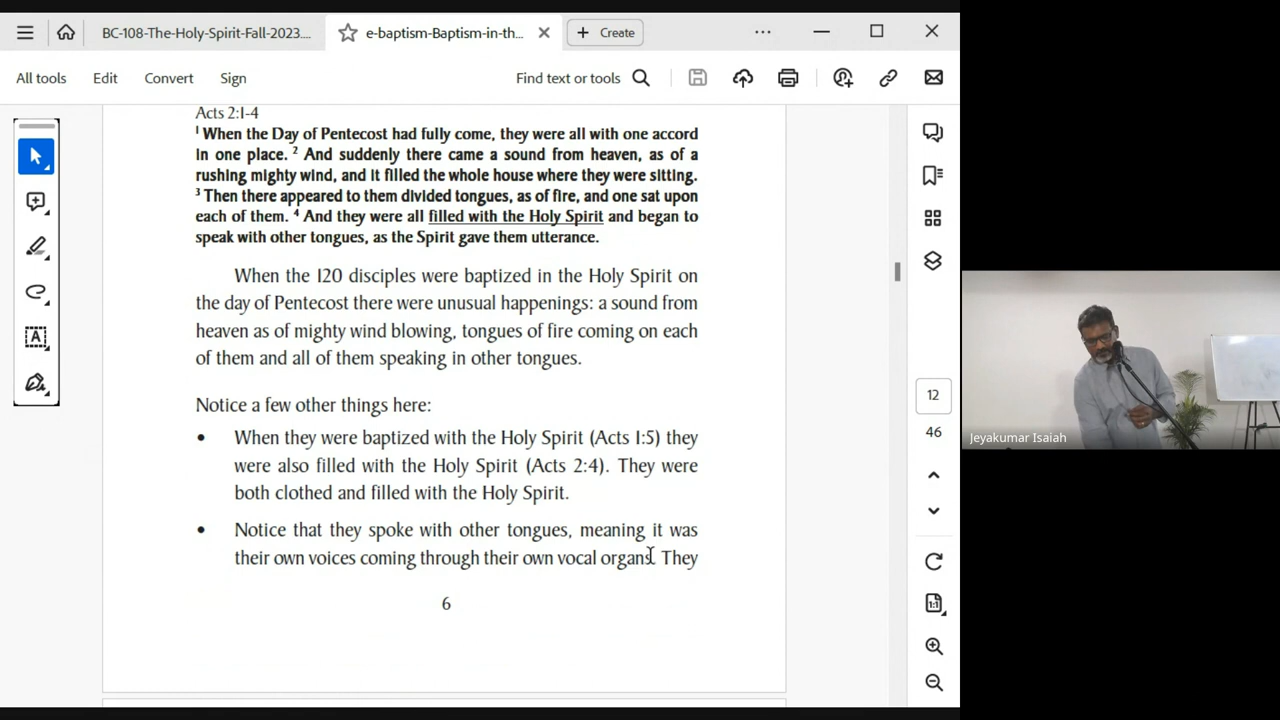 BC-108-The-Holy-Spirit-Fall-2023....
e-baptism-Baptism-in-th...
Create
All tools
Edit
Convert
Sign
Find text or tools
Acts 2:1-4
1 When the Day of Pentecost had fully come, they were all with one accord
in one place. 2 And suddenly there came a sound from heaven, as of a
rushing mighty wind, and it filled the whole house where they were sitting.
3 Then there appeared to them divided tongues, as of fire, and one sat upon
each of them. 4 And they were all filled with the Holy Spirit and began to
speak with other tongues, as the Spirit gave them utterance.
When the 120 disciples were baptized in the Holy Spirit on
the day of Pentecost there were unusual happenings: a sound from
heaven as of mighty wind blowing, tongues of fire coming on each
of them and all of them speaking in other tongues.
Notice a few other things here:
• When they were baptized with the Holy Spirit (Acts 1:5) they
were also filled with the Holy Spirit (Acts 2:4). They were
both clothed and filled with the Holy Spirit.
• Notice that they spoke with other tongues, meaning it was
their own voices coming through their own vocal organs. They
6
12
46
1:1
Jeyakumar Isaiah